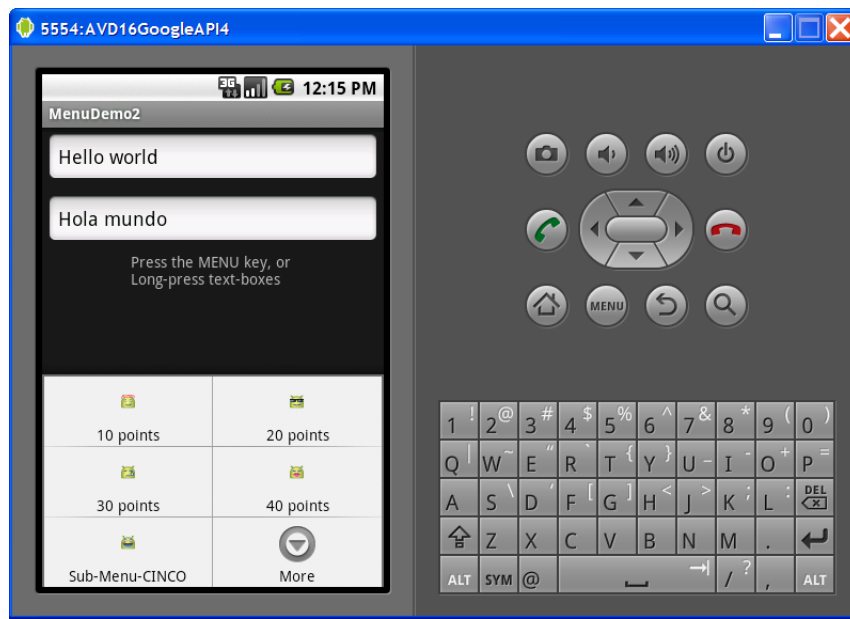 5554:AVD16GoogleAPI4
3G 12:15 PM
MenuDemo2
Hello world
Hola mundo
Press the MENU key, or
Long-press text-boxes
10 points 20 points
30 points 40 points
Sub-Menu-CINCO More
MENU
1 ! 2 @ 3 # 4 $ 5 % 6 ^ 7 & 8 * 9 ( 0 )
Q | W ~ E " R ` T { Y } U - I - O + P =
A S \ D ' F [ G ] H < J > K ; L : DEL
Z X C V B N M .
ALT SYM @ / ? , ALT